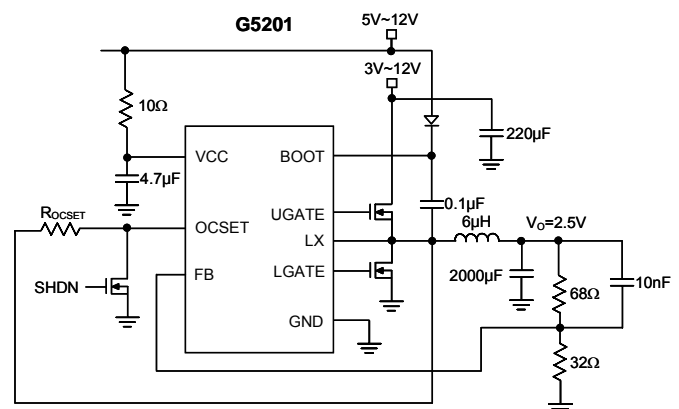 G5201
5V~12V
3V~12V
10Ω
220µF
VCC
BOOT
4.7µF
0.1µF
ROCSET
OCSET
UGATE
6µH
VO=2.5V
LX
FB
LGATE
2000µF
68Ω
10nF
SHDN
GND
32Ω